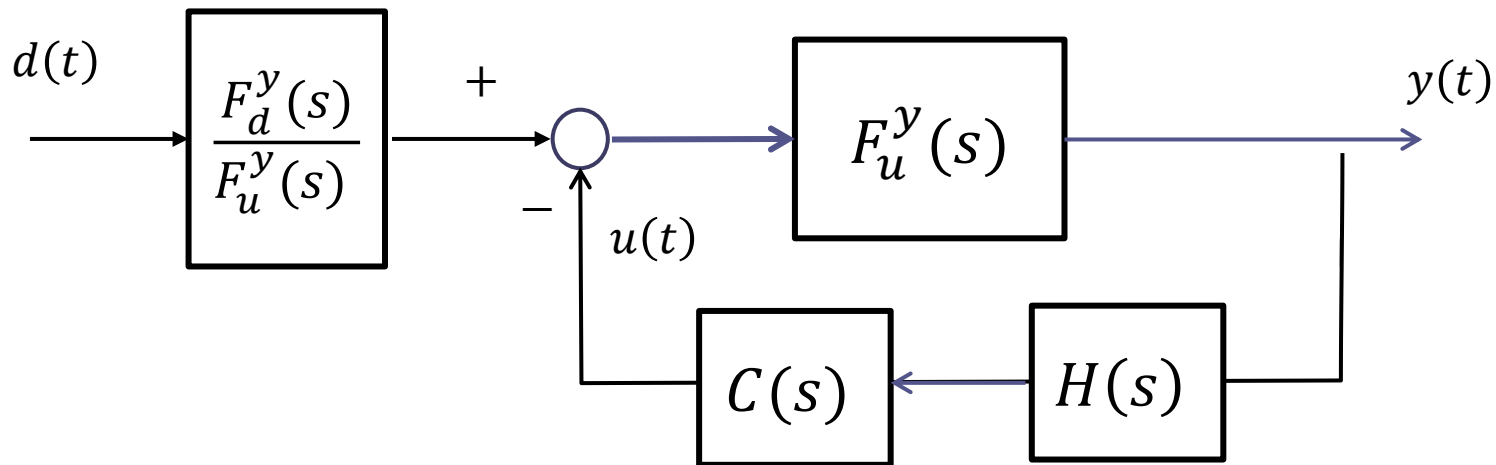 d(t)
F_d^y(s)
F_u^y(s)
+
−
u(t)
F_u^y(s)
y(t)
C(s)
H(s)